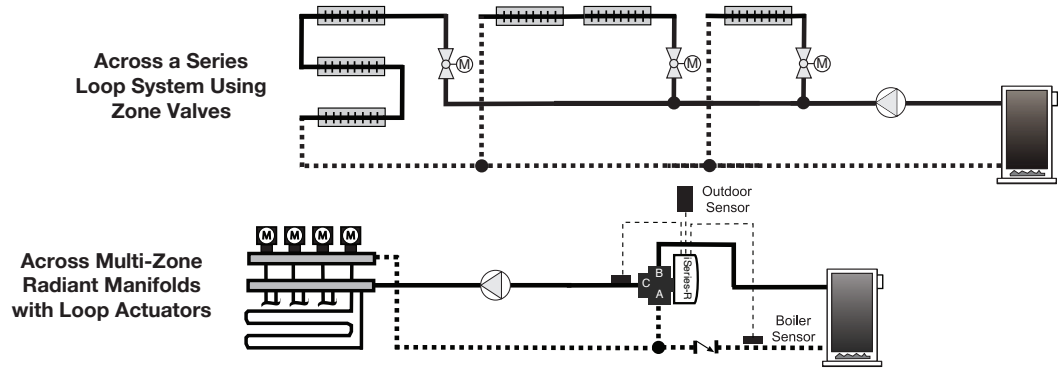 Across a Series
Loop System Using
Zone Valves
M
M
M
Outdoor
Sensor
M M M M
Across Multi-Zone
Radiant Manifolds
with Loop Actuators
B
C
A
iSeries-R
Boiler
Sensor